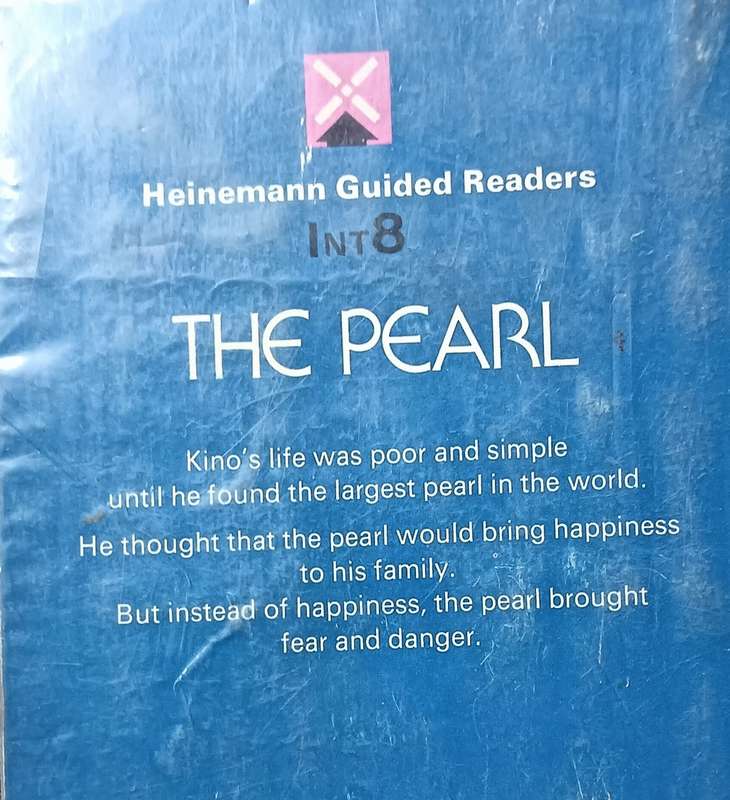 Heinemann Guided Readers
INT8
THE PEARL
Kino's life was poor and simple
until he found the largest pearl in the world.
He thought that the pearl would bring happiness
to his family.
But instead of happiness, the pearl brought
fear and danger.